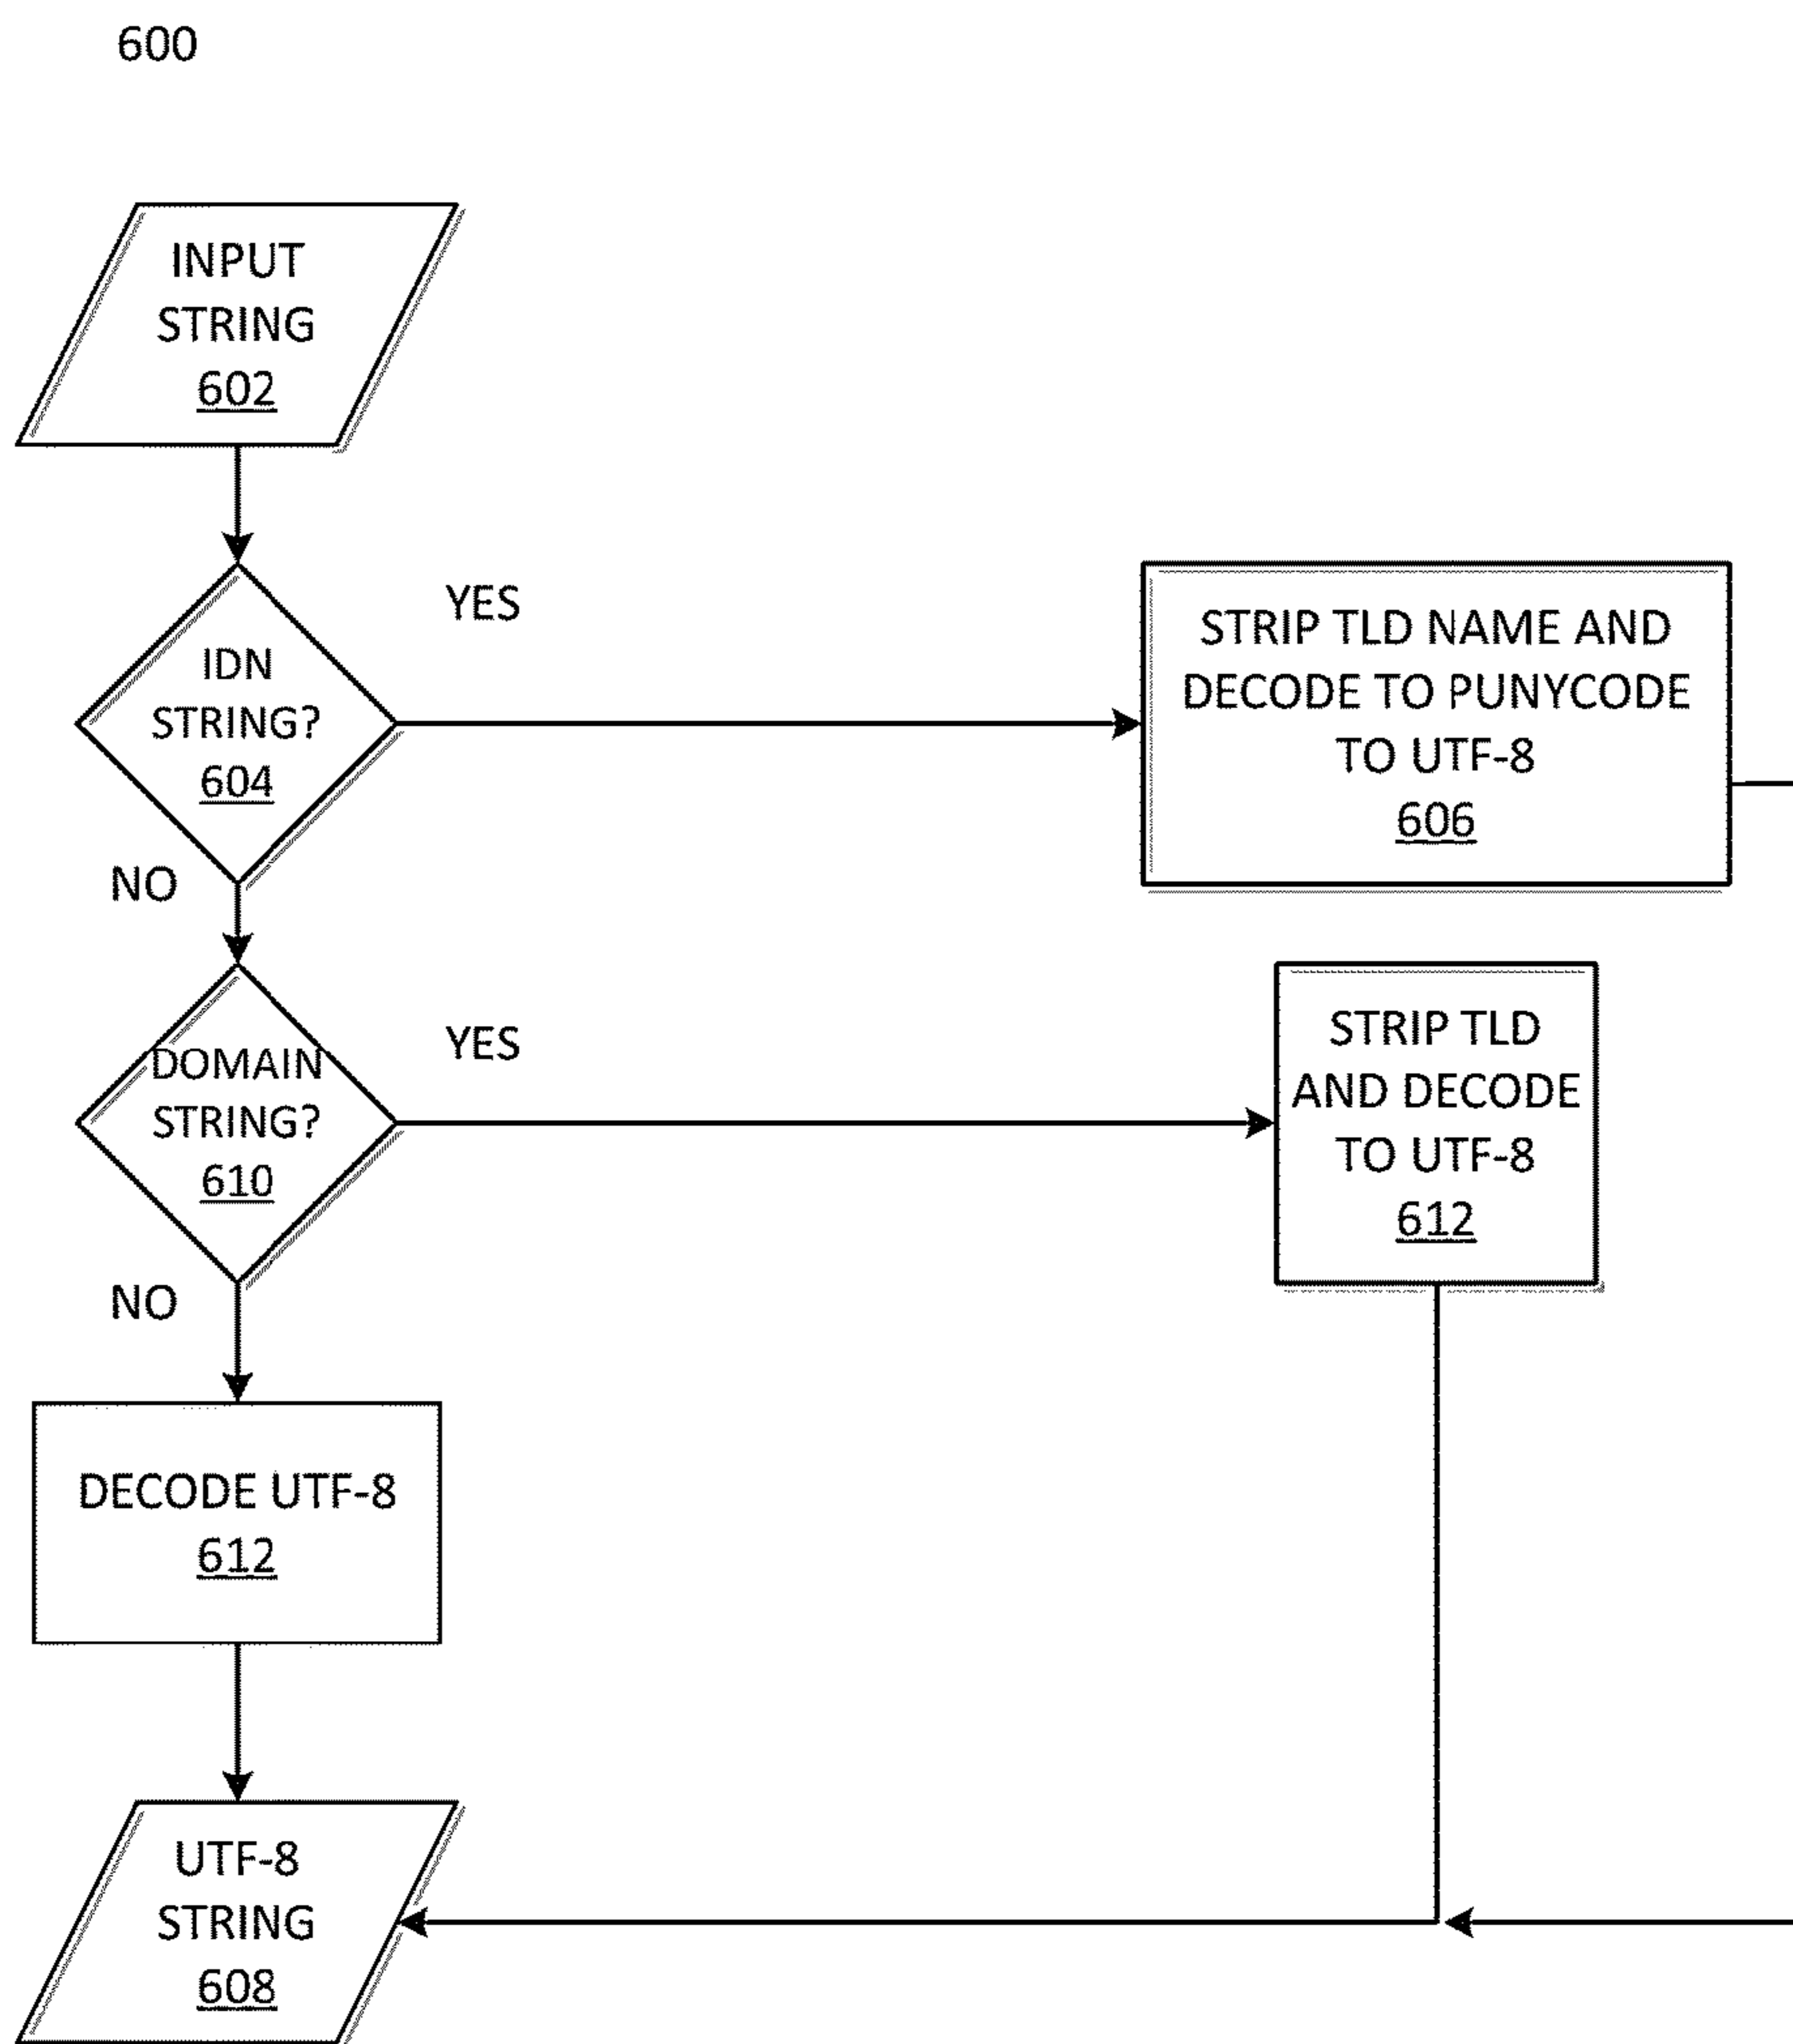 600
INPUT
STRING
602
YES
IDN
STRING?
604
NO
STRIP TLD NAME AND
DECODE TO PUNYCODE
TO UTF-8
606
DOMAIN
STRING?
610
YES
NO
STRIP TLD
AND DECODE
TO UTF-8
612
DECODE UTF-8
612
UTF-8
STRING
608